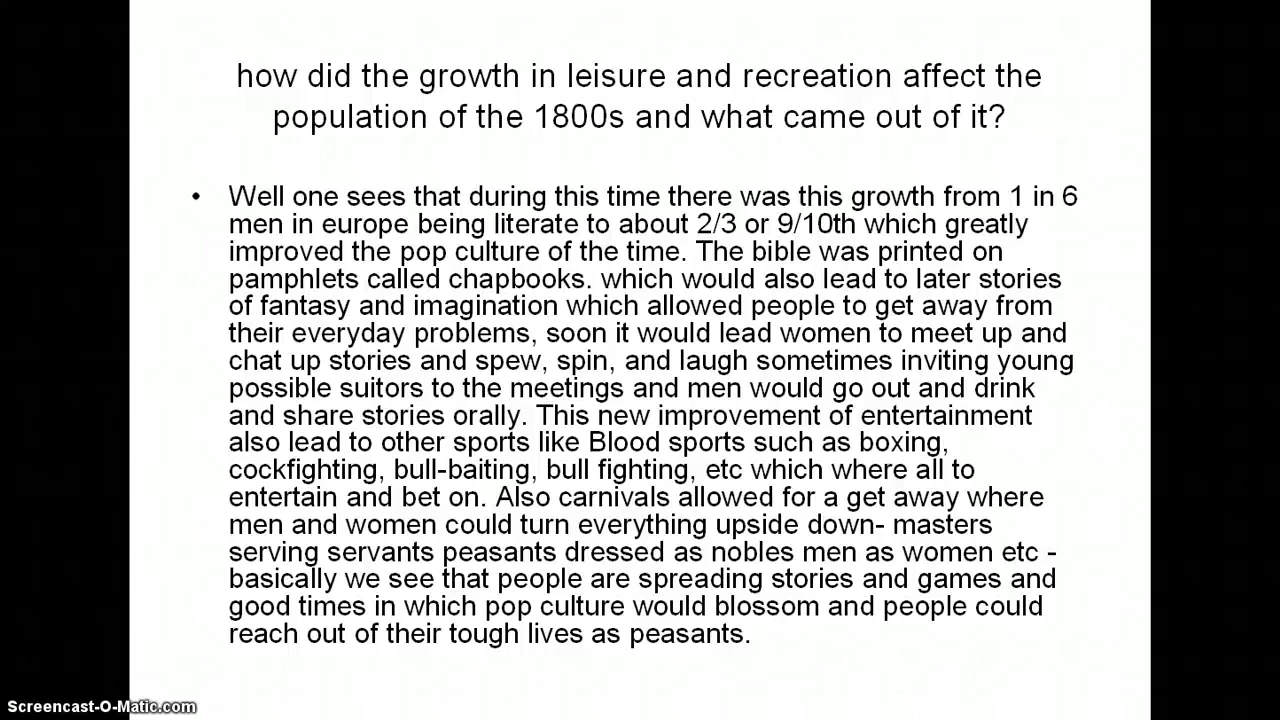 how did the growth in leisure and recreation affect the
population of the 1800s and what came out of it?
• Well one sees that during this time there was this growth from 1 in 6
men in europe being literate to about 2/3 or 9/10th which greatly
improved the pop culture of the time. The bible was printed on
pamphlets called chapbooks. which would also lead to later stories
of fantasy and imagination which allowed people to get away from
their everyday problems, soon it would lead women to meet up and
chat up stories and spew, spin, and laugh sometimes inviting young
possible suitors to the meetings and men would go out and drink
and share stories orally. This new improvement of entertainment
also lead to other sports like Blood sports such as boxing,
cockfighting, bull-baiting, bull fighting, etc which where all to
entertain and bet on. Also carnivals allowed for a get away where
men and women could turn everything upside down- masters
serving servants peasants dressed as nobles men as women etc -
basically we see that people are spreading stories and games and
good times in which pop culture would blossom and people could
reach out of their tough lives as peasants.
Screencast-O-Matic.com